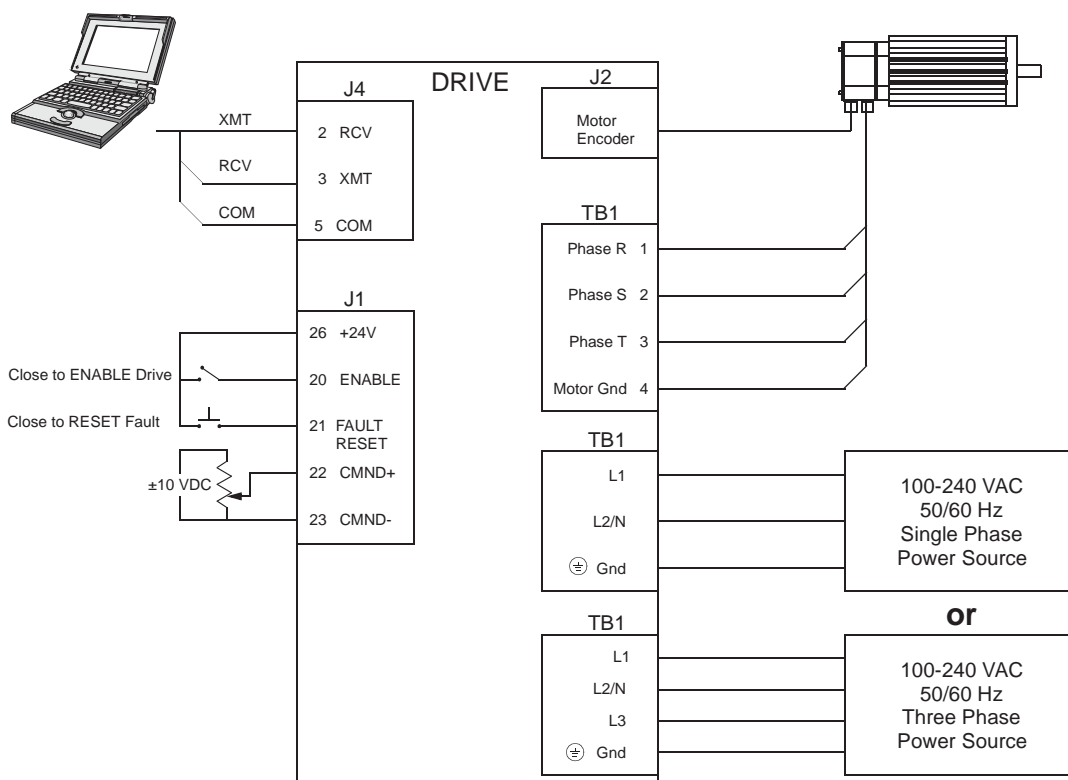 DRIVE
J4
XMT
2 RCV
RCV
3 XMT
COM
5 COM
J2
Motor
Encoder
TB1
Phase R 1
Phase S 2
Phase T 3
Motor Gnd 4
J1
26 +24V
Close to ENABLE Drive
20 ENABLE
Close to RESET Fault
21 FAULT
RESET
±10 VDC
22 CMND+
23 CMND-
TB1
L1
L2/N
Gnd
100-240 VAC
50/60 Hz
Single Phase
Power Source
or
TB1
L1
L2/N
L3
Gnd
100-240 VAC
50/60 Hz
Three Phase
Power Source